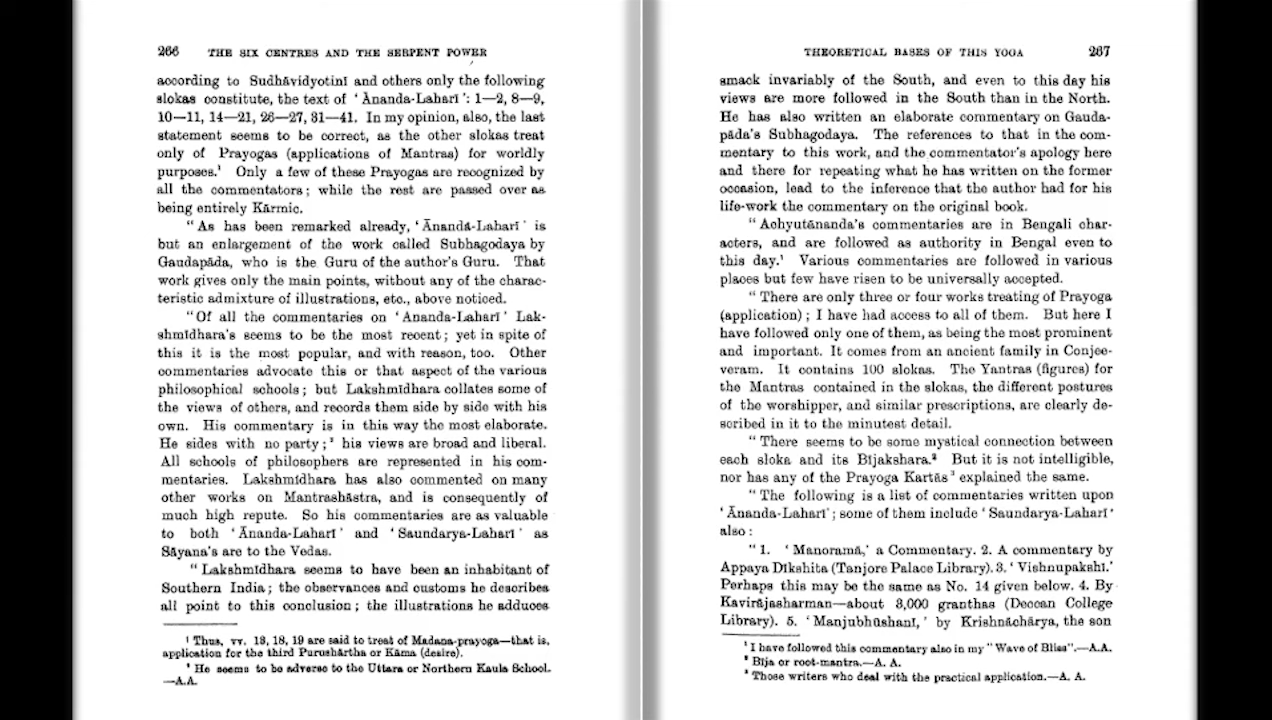 266 THE SIX CENTRES AND THE SERPENT POWER
according to Sudhāvidyotinī and others only the following
slokas constitute, the text of ‘Ānanda-Laharī’: 1—2, 8—9,
10—11, 14—21, 26—27, 31—41. In my opinion, also, the last
statement seems to be correct, as the other slokas treat
only of Prayogas (applications of Mantras) for worldly
purposes.¹ Only a few of these Prayogas are recognized by
all the commentators; while the rest are passed over as
being entirely Kārmic.
“As has been remarked already, ‘Ānanda-Laharī’ is
but an enlargement of the work called Subhagodaya by
Gaudapāda, who is the Guru of the author's Guru. That
work gives only the main points, without any of the charac-
teristic admixture of illustrations, etc., above noticed.
“Of all the commentaries on ‘Ananda-Laharī’ Lak-
shmīdhara's seems to be the most recent; yet in spite of
this it is the most popular, and with reason, too. Other
commentaries advocate this or that aspect of the various
philosophical schools; but Lakshmīdhara collates some of
the views of others, and records them side by side with his
own. His commentary is in this way the most elaborate.
He sides with no party;² his views are broad and liberal.
All schools of philosophers are represented in his com-
mentaries. Lakshmīdhara has also commented on many
other works on Mantrashāstra, and is consequently of
much high repute. So his commentaries are as valuable
to both ‘Ānanda-Laharī’ and ‘Saundarya-Laharī’ as
Sāyana's are to the Vedas.
“Lakshmīdhara seems to have been an inhabitant of
Southern India; the observances and customs he describes
all point to this conclusion; the illustrations he adduces
¹ Thus, vv. 13, 18, 19 are said to treat of Madana-prayoga—that is,
application for the third Purushārtha or Kāma (desire).
² He seems to be adverse to the Uttara or Northern Kaula School.
—A.A.
THEORETICAL BASES OF THIS YOGA 267
smack invariably of the South, and even to this day his
views are more followed in the South than in the North.
He has also written an elaborate commentary on Gauda-
pāda's Subhagodaya. The references to that in the com-
mentary to this work, and the commentator's apology here
and there for repeating what he has written on the former
occasion, lead to the inference that the author had for his
life-work the commentary on the original book.
“Achyutānanda's commentaries are in Bengali char-
acters, and are followed as authority in Bengal even to
this day.¹ Various commentaries are followed in various
places but few have risen to be universally accepted.
“There are only three or four works treating of Prayoga
(application); I have had access to all of them. But here I
have followed only one of them, as being the most prominent
and important. It comes from an ancient family in Conjee-
veram. It contains 100 slokas. The Yantras (figures) for
the Mantras contained in the slokas, the different postures
of the worshipper, and similar prescriptions, are clearly de-
scribed in it to the minutest detail.
“There seems to be some mystical connection between
each sloka and its Bījakshara.² But it is not intelligible,
nor has any of the Prayoga Kartās³ explained the same.
“The following is a list of commentaries written upon
‘Ānanda-Laharī’; some of them include ‘Saundarya-Laharī’
also:
“1. ‘Manoramā,’ a Commentary. 2. A commentary by
Appaya Dīkshita (Tanjore Palace Library). 3. ‘Vishnupakshī.’
Perhaps this may be the same as No. 14 given below. 4. By
Kavirājasharman—about 3,000 granthas (Deccan College
Library). 5. ‘Manjubhūshanī,’ by Krishnāchārya, the son
¹ I have followed this commentary also in my “Wave of Bliss”.—A.A.
² Bīja or root-mantra.—A. A.
³ Those writers who deal with the practical application.—A. A.